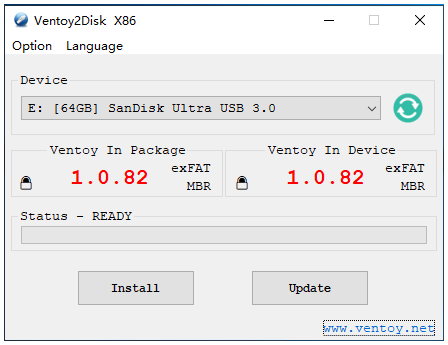 Ventoy2Disk X86
Option Language
Device
E: [64GB] SanDisk Ultra USB 3.0
Ventoy In Package
1.0.82
exFAT
MBR
Ventoy In Device
1.0.82
exFAT
MBR
Status - READY
Install
Update
www.ventoy.net